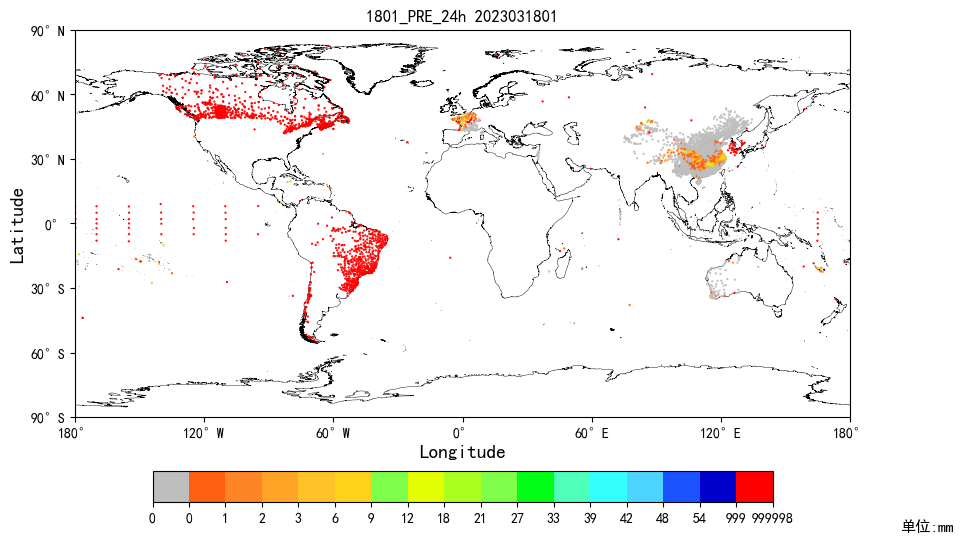 1801_PRE_24h 2023031801
90° N
60° N
30° N
0°
30° S
60° S
90° S
Latitude
180° 120° W 60° W 0° 60° E 120° E 180°
Longitude
0 0 1 2 3 6 9 12 18 21 27 33 39 42 48 54 999 999998
单位:mm